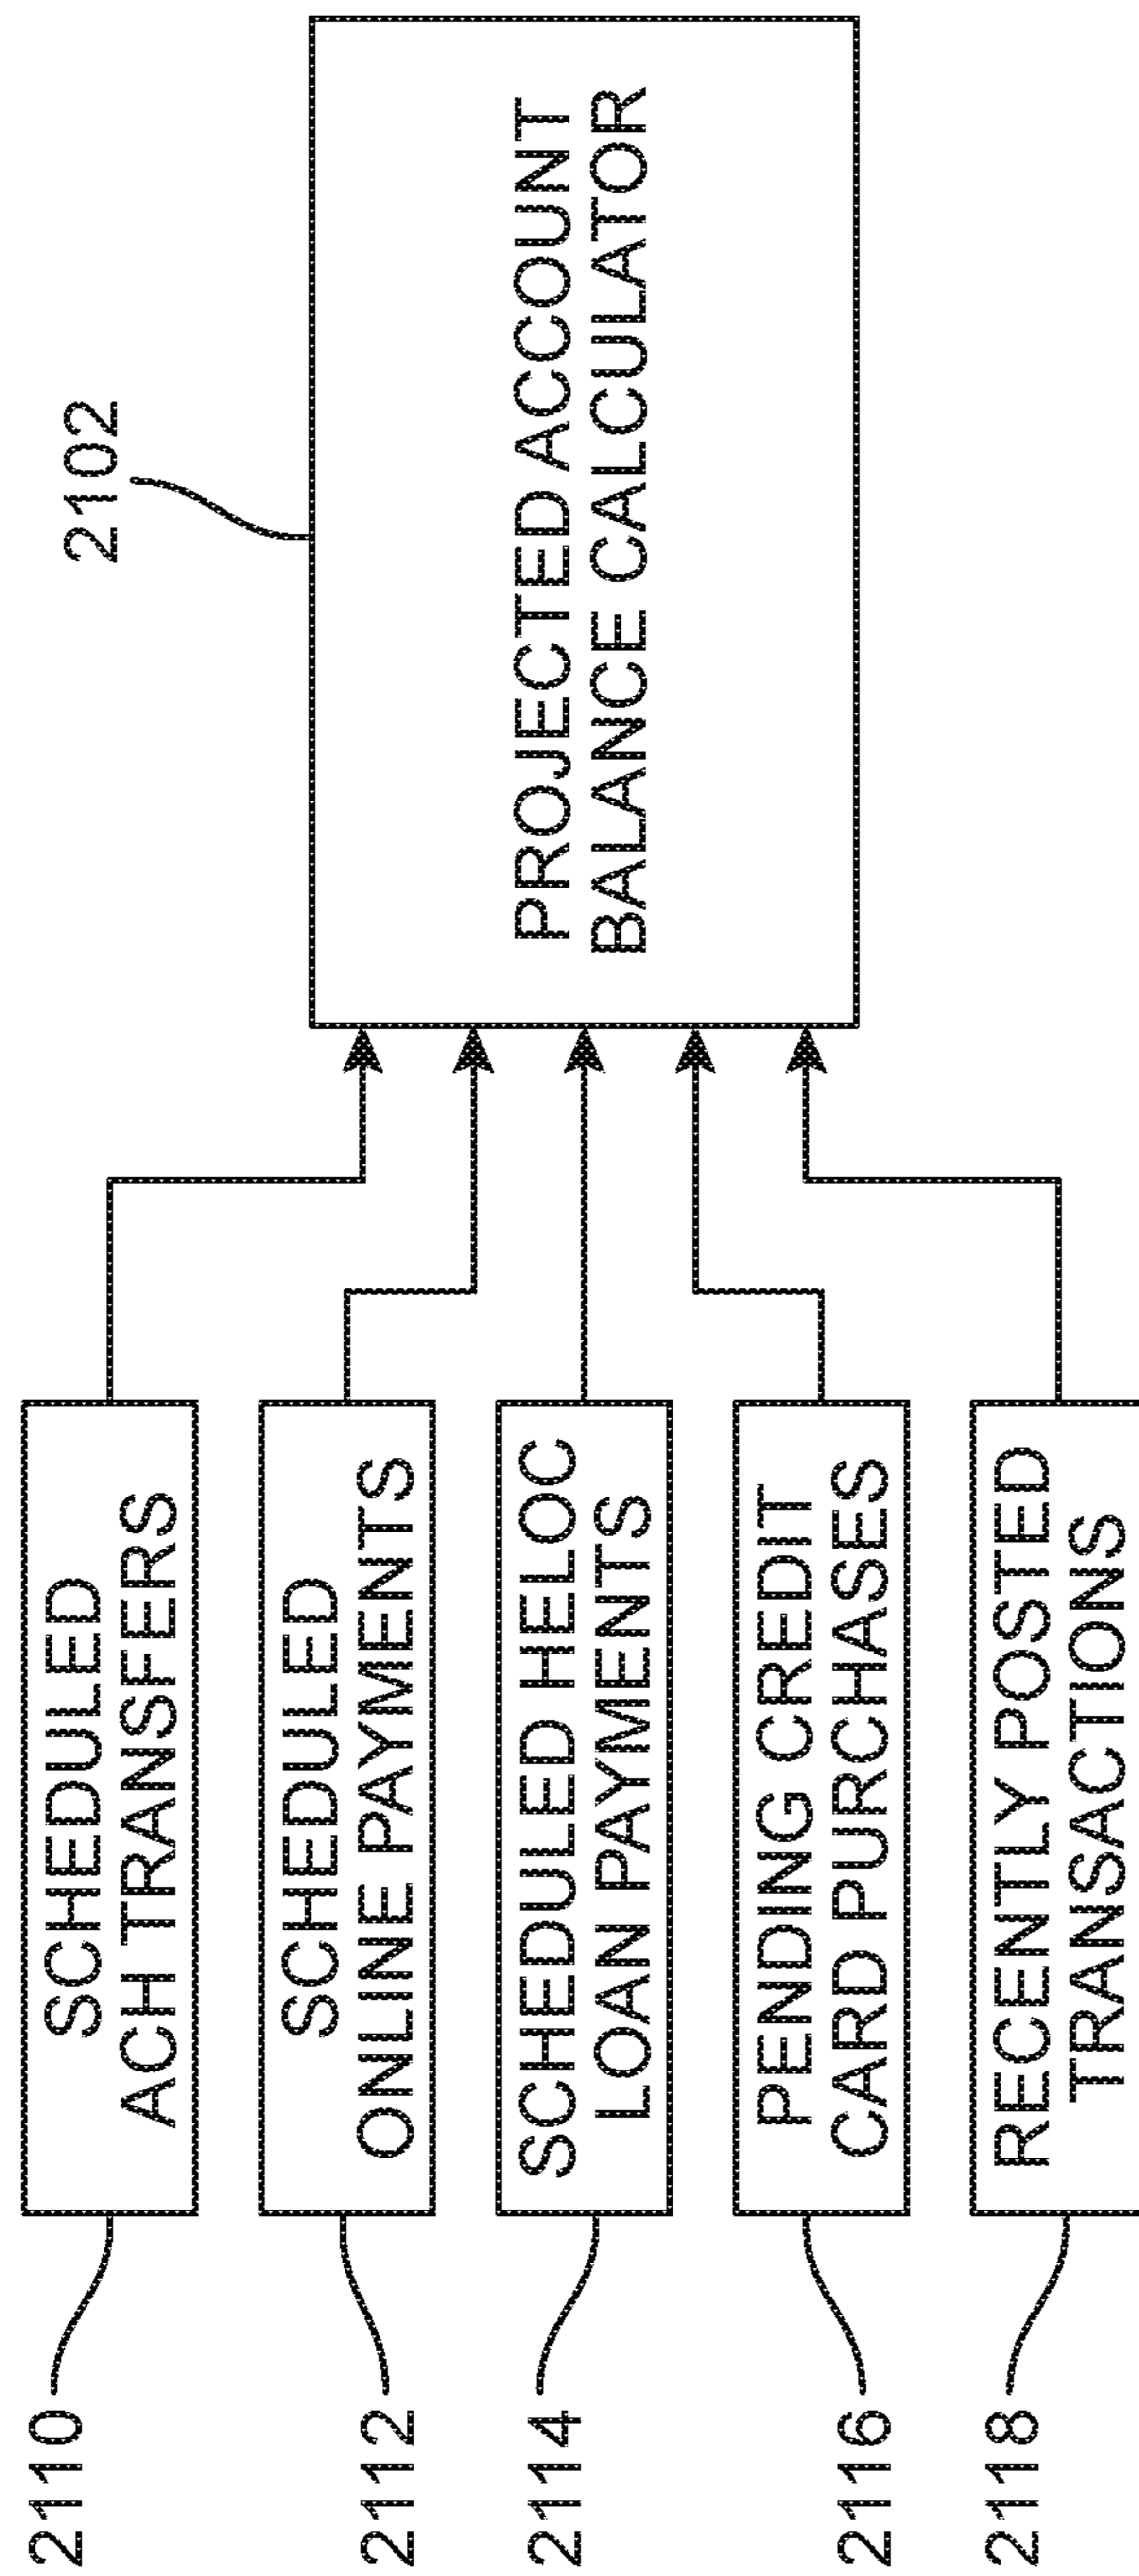 2110
SCHEDULED
ACH TRANSFERS
2112
SCHEDULED
ONLINE PAYMENTS
2114
SCHEDULED HELOC
LOAN PAYMENTS
2116
PENDING CREDIT
CARD PURCHASES
2118
RECENTLY POSTED
TRANSACTIONS
2102
PROJECTED ACCOUNT
BALANCE CALCULATOR